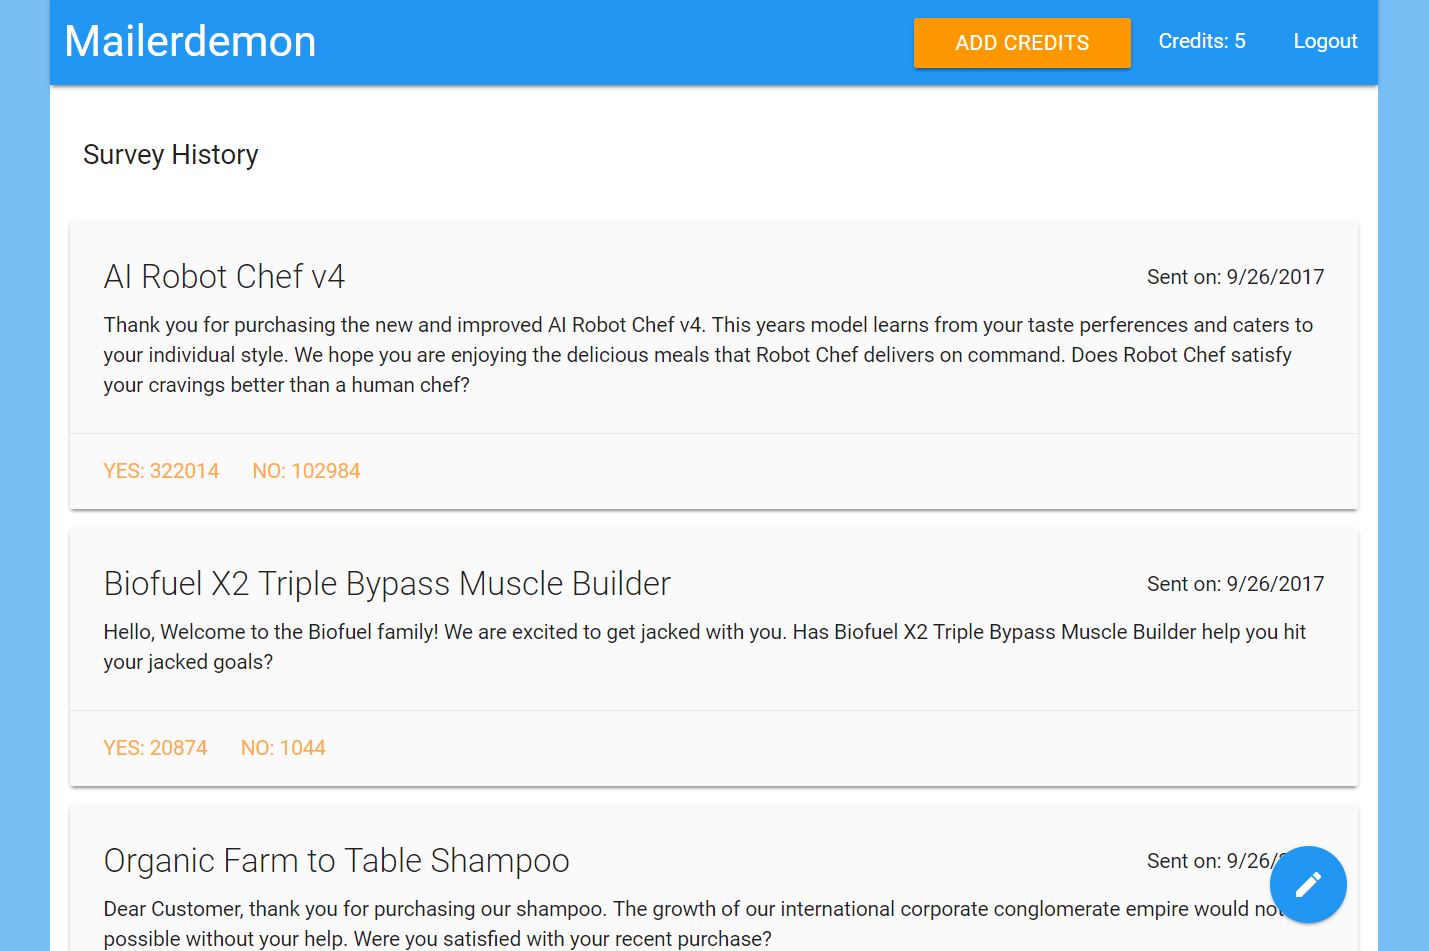 Mailerdemon
ADD CREDITS
Credits: 5
Logout
Survey History
AI Robot Chef v4
Sent on: 9/26/2017
Thank you for purchasing the new and improved AI Robot Chef v4. This years model learns from your taste perferences and caters to
your individual style. We hope you are enjoying the delicious meals that Robot Chef delivers on command. Does Robot Chef satisfy
your cravings better than a human chef?
YES: 322014 NO: 102984
Biofuel X2 Triple Bypass Muscle Builder
Sent on: 9/26/2017
Hello, Welcome to the Biofuel family! We are excited to get jacked with you. Has Biofuel X2 Triple Bypass Muscle Builder help you hit
your jacked goals?
YES: 20874 NO: 1044
Organic Farm to Table Shampoo
Sent on: 9/26/
Dear Customer, thank you for purchasing our shampoo. The growth of our international corporate conglomerate empire would not
possible without your help. Were you satisfied with your recent purchase?